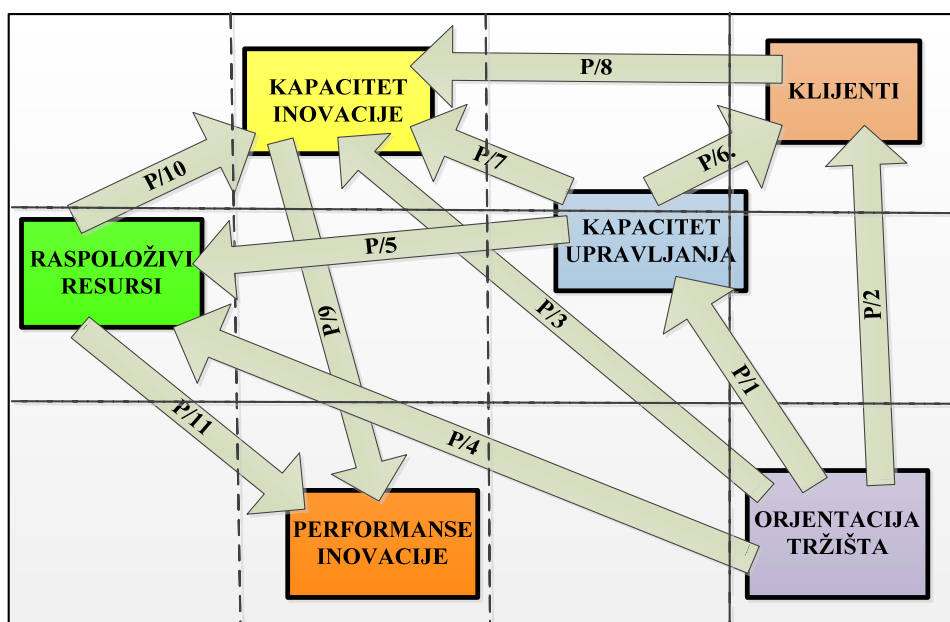 P/8
KAPACITET
INOVACIJE
KLIJENTI
P/10
P/7
P/6.
RASPOLOŽIVI
RESURSI
P/5
KAPACITET
UPRAVLJANJA
P/9
P/3
P/2
P/1
P/11
P/4
PERFORMANSE
INOVACIJE
ORJENTACIJA
TRŽIŠTA